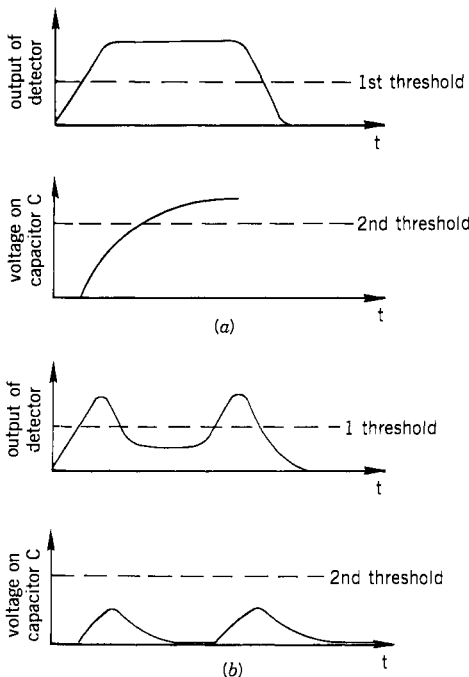 output of
detector
1st threshold
t
voltage on
capacitor C
2nd threshold
t
(a)
output of
detector
1 threshold
t
voltage on
capacitor C
2nd threshold
t
(b)